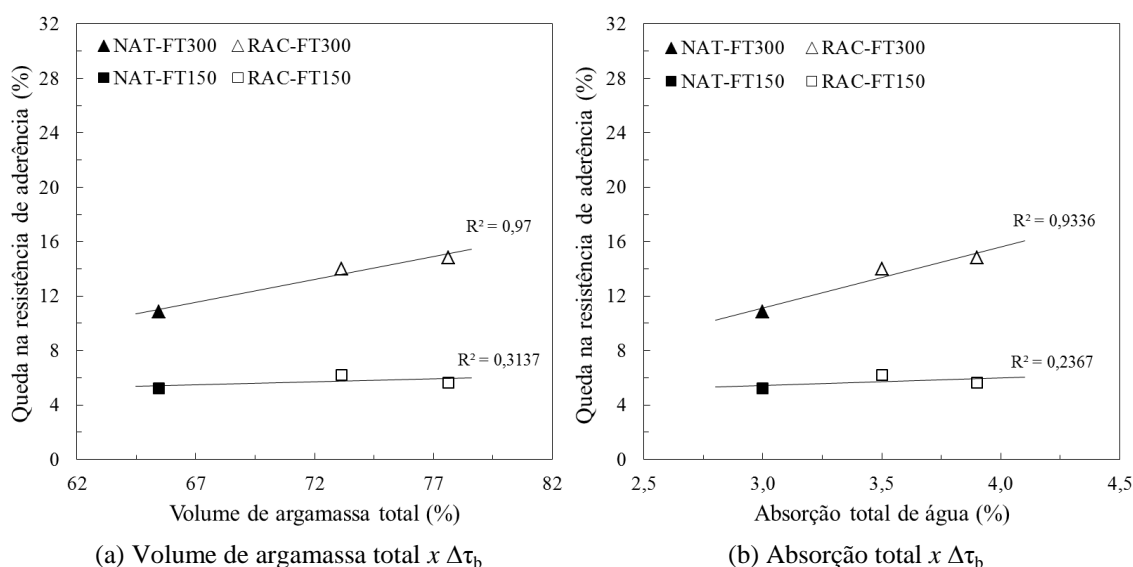 32
28
24
20
16
12
8
4
0
Queda na resistência de aderência (%)
▲NAT-FT300 △RAC-FT300
■NAT-FT150 □RAC-FT150
R² = 0,97
R² = 0,3137
62 67 72 77 82
Volume de argamassa total (%)
(a) Volume de argamassa total x Δτb
32
28
24
20
16
12
8
4
0
Queda na resistência de aderência (%)
▲NAT-FT300 △RAC-FT300
■NAT-FT150 □RAC-FT150
R² = 0,9336
R² = 0,2367
2,5 3,0 3,5 4,0 4,5
Absorção total de água (%)
(b) Absorção total x Δτb